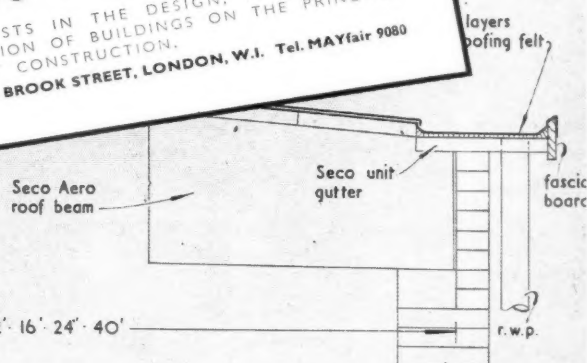 STS IN THE DESIGN,
ION OF BUILDINGS ON THE
CONSTRUCTION.
BROOK STREET, LONDON, W.I. Tel. MAYfair 9080
layers
oofing felt
Seco Aero
roof beam
Seco unit
gutter
fascia
board
16' · 24' · 40'
r.w.p.